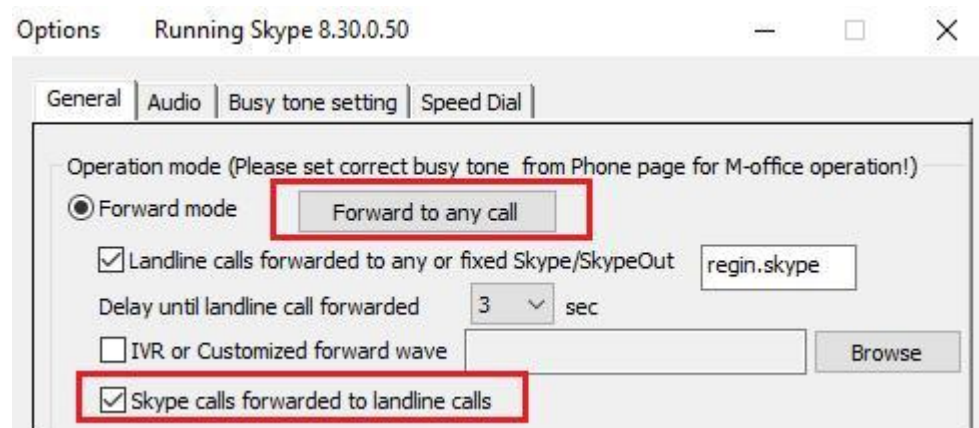 Options Running Skype 8.30.0.50
General Audio Busy tone setting Speed Dial
Operation mode (Please set correct busy tone from Phone page for M-office operation!)
Forward mode Forward to any call
Landline calls forwarded to any or fixed Skype/SkypeOut regin.skype
Delay until landline call forwarded 3 sec
IVR or Customized forward wave Browse
Skype calls forwarded to landline calls